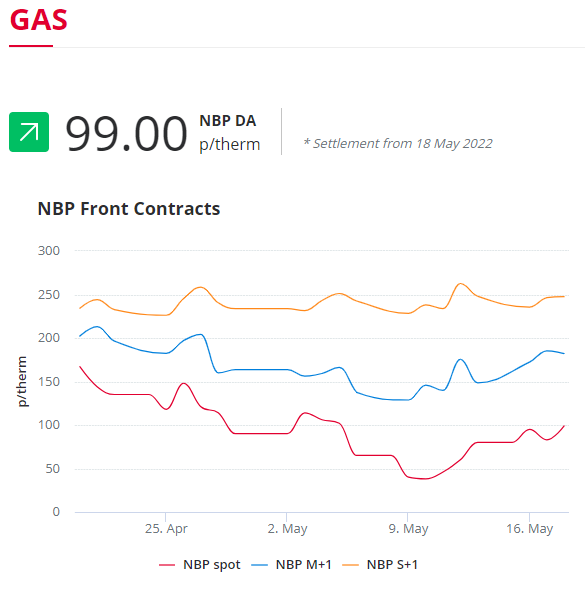 GAS
99.00
NBP DA
p/therm
* Settlement from 18 May 2022
NBP Front Contracts
300
250
200
150
100
50
0
p/therm
25. Apr
2. May
9. May
16. May
NBP spot
NBP M+1
NBP S+1